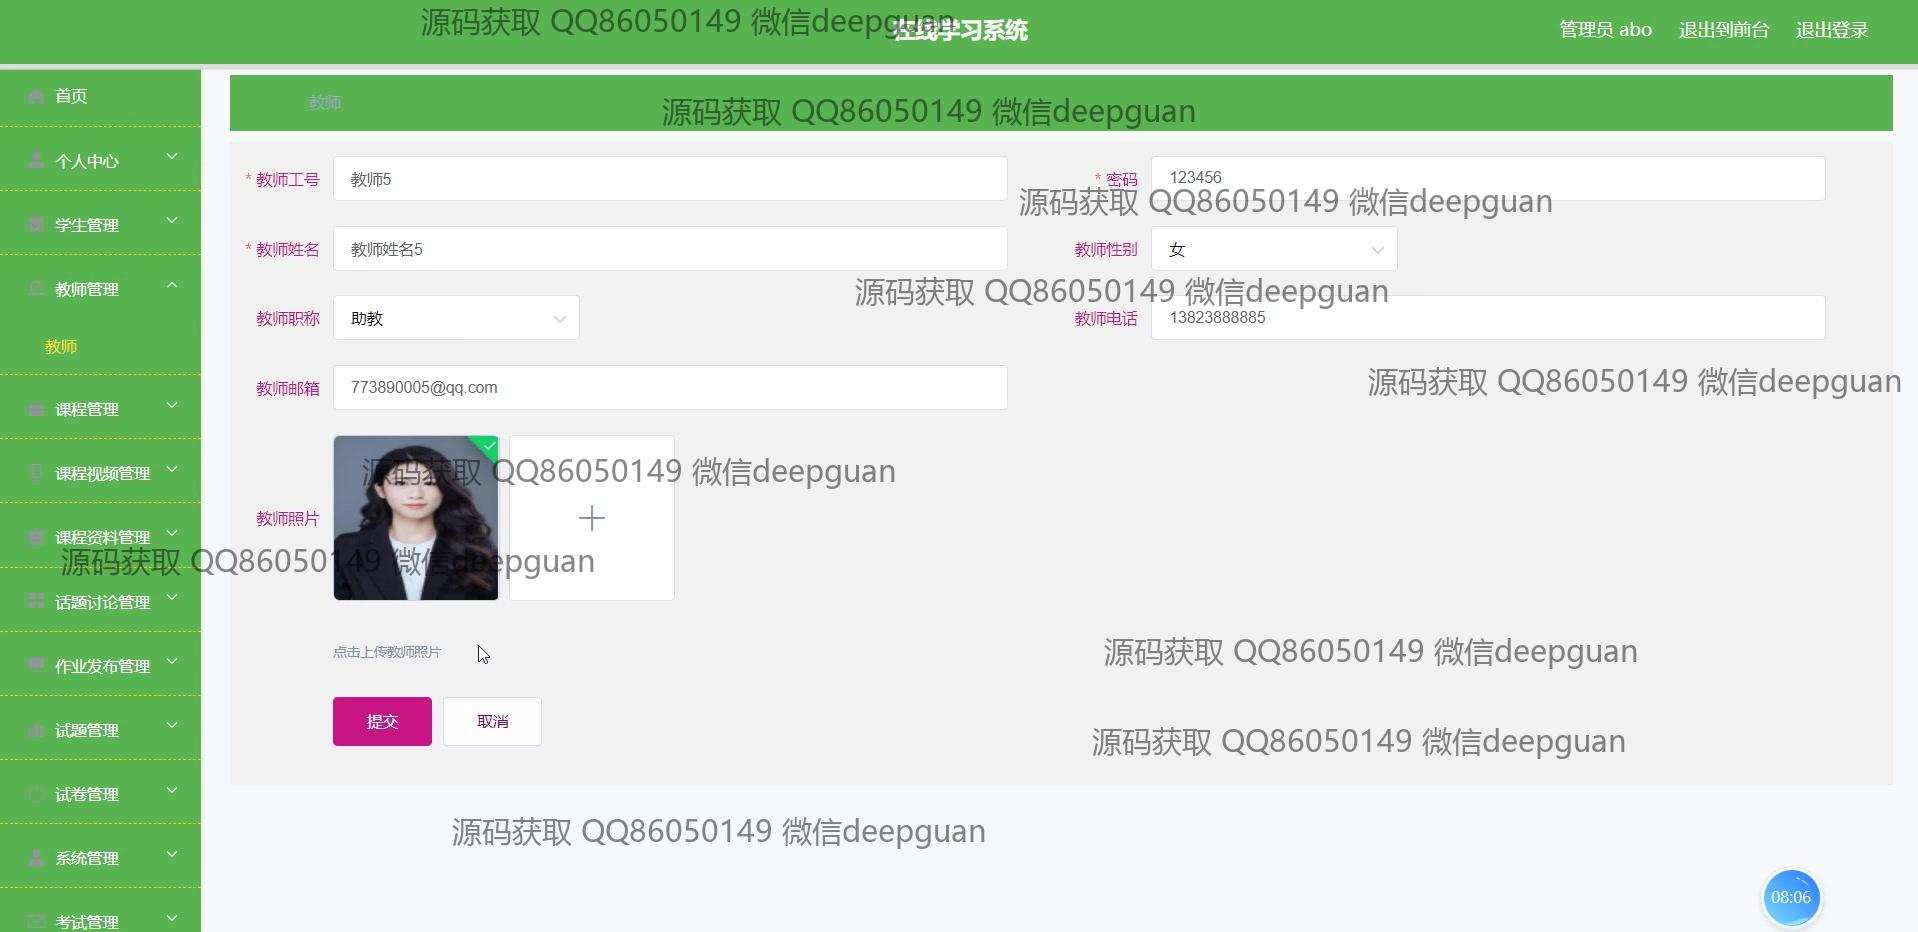 源码获取 QQ86050149 微信deepguan
在线学习系统
管理员 abo
退出到前台
退出登录
首页
教师
源码获取 QQ86050149 微信deepguan
个人中心
* 教师工号
教师5
* 密码
123456
源码获取 QQ86050149 微信deepguan
学生管理
* 教师姓名
教师姓名5
教师性别
女
教师管理
源码获取 QQ86050149 微信deepguan
教师职称
助教
教师电话
13823888885
教师
教师邮箱
773890005@qq.com
源码获取 QQ86050149 微信deepguan
课程管理
课程视频管理
源码获取 QQ86050149 微信deepguan
教师照片
课程资料管理
源码获取 QQ86050149 微信deepguan
话题讨论管理
点击上传教师照片
源码获取 QQ86050149 微信deepguan
作业发布管理
提交
取消
试题管理
源码获取 QQ86050149 微信deepguan
试卷管理
源码获取 QQ86050149 微信deepguan
系统管理
08:06
考试管理